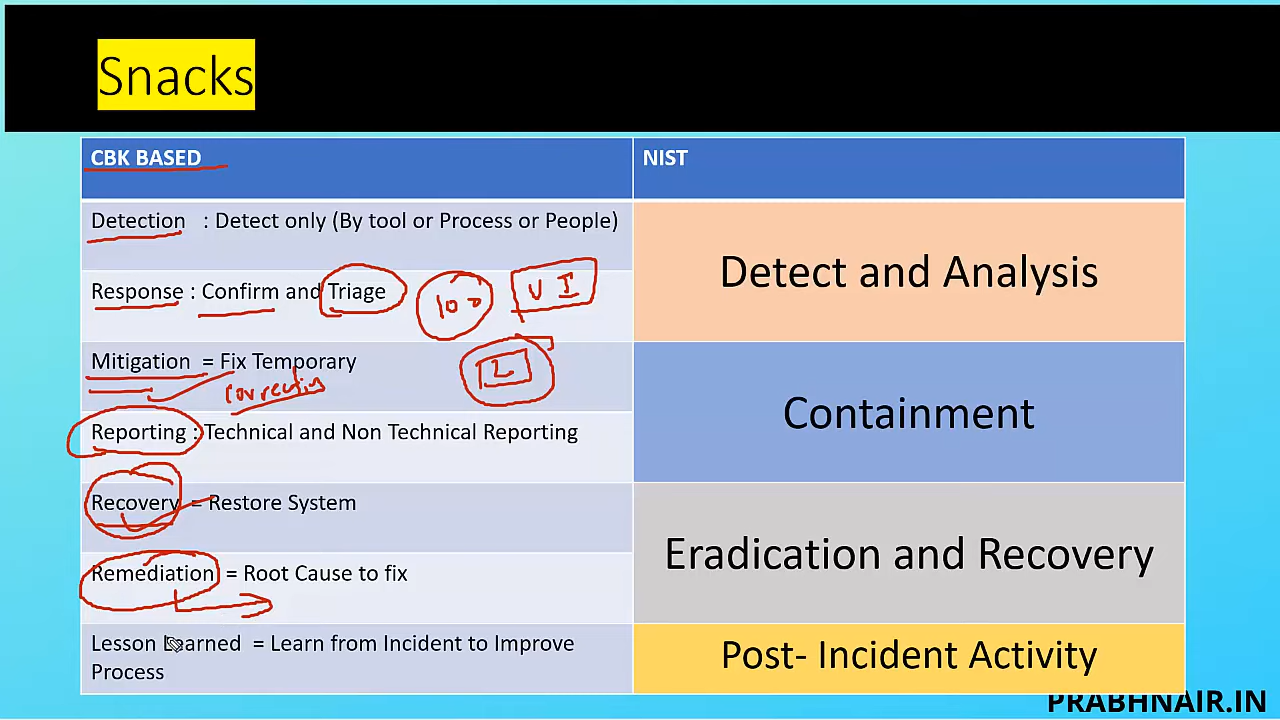 Snacks
CBK BASED
NIST
Detection : Detect only (By tool or Process or People)
Detect and Analysis
Response : Confirm and Triage
100
V I
Mitigation = Fix Temporary
L
Containment
Reporting : Technical and Non Technical Reporting
Recovery = Restore System
Eradication and Recovery
Remediation = Root Cause to fix
Lesson Learned = Learn from Incident to Improve
Process
Post- Incident Activity
PRABHNAIR.IN